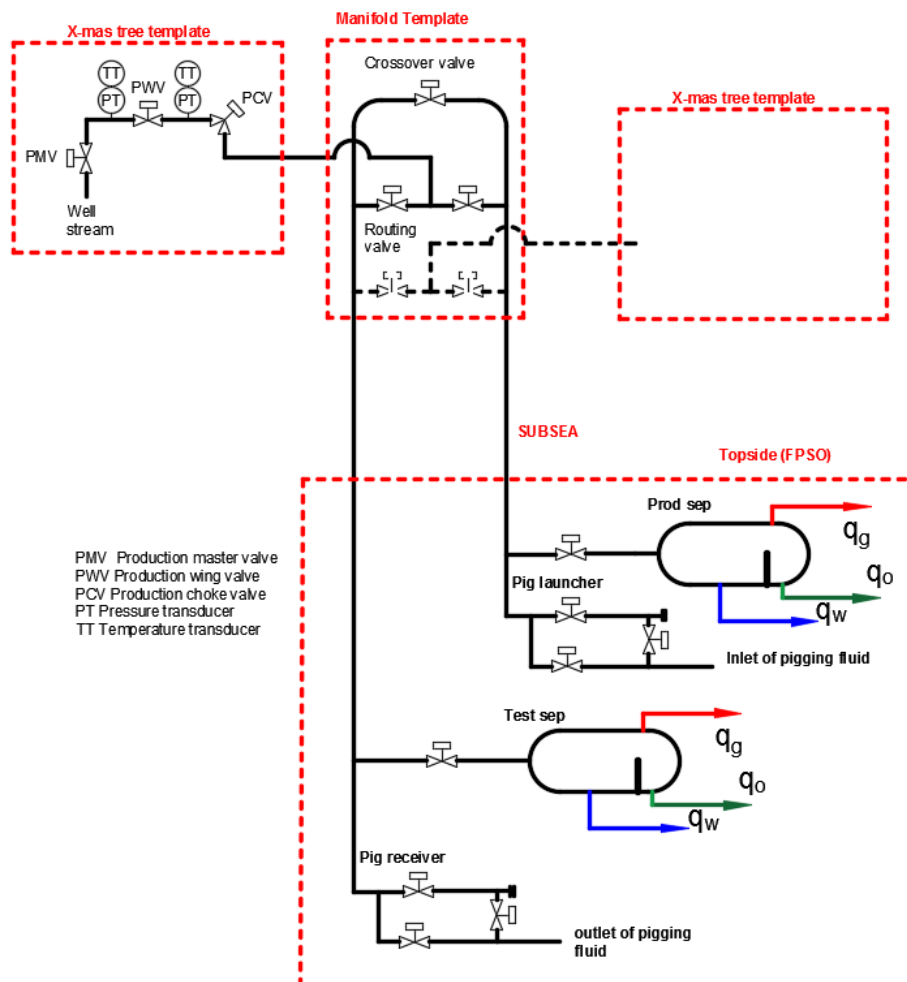 X-mas tree template
Manifold Template
Crossover valve
TT
TT
PWV
PT
PT
PCV
X-mas tree template
PMV
Well
stream
Routing
valve
SUBSEA
Topside (FPSO)
Prod sep
qg
PMV Production master valve
PWV Production wing valve
PCV Production choke valve
PT Pressure transducer
TT Temperature transducer
Pig launcher
qo
qw
Inlet of pigging fluid
Test sep
qg
qo
qw
Pig receiver
outlet of pigging
fluid